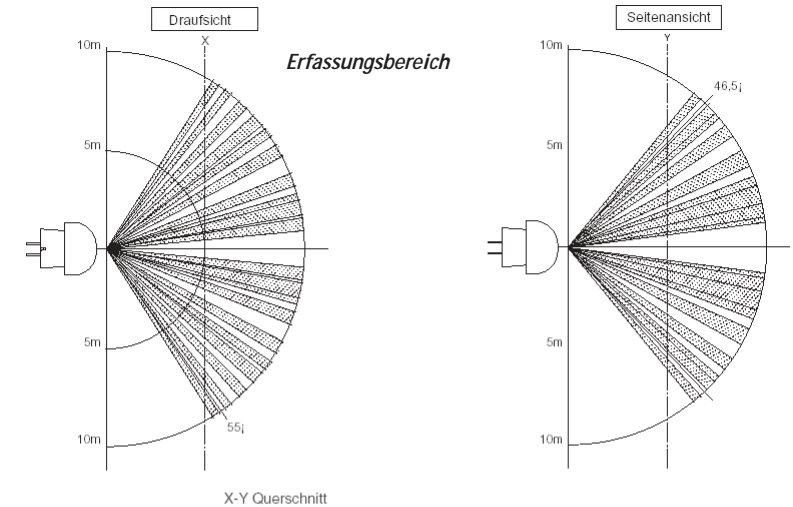 Draufsicht
Seitenansicht
Erfassungsbereich
X
Y
10m
10m
46,5¡
5m
5m
5m
5m
55¡
10m
10m
X-Y Querschnitt